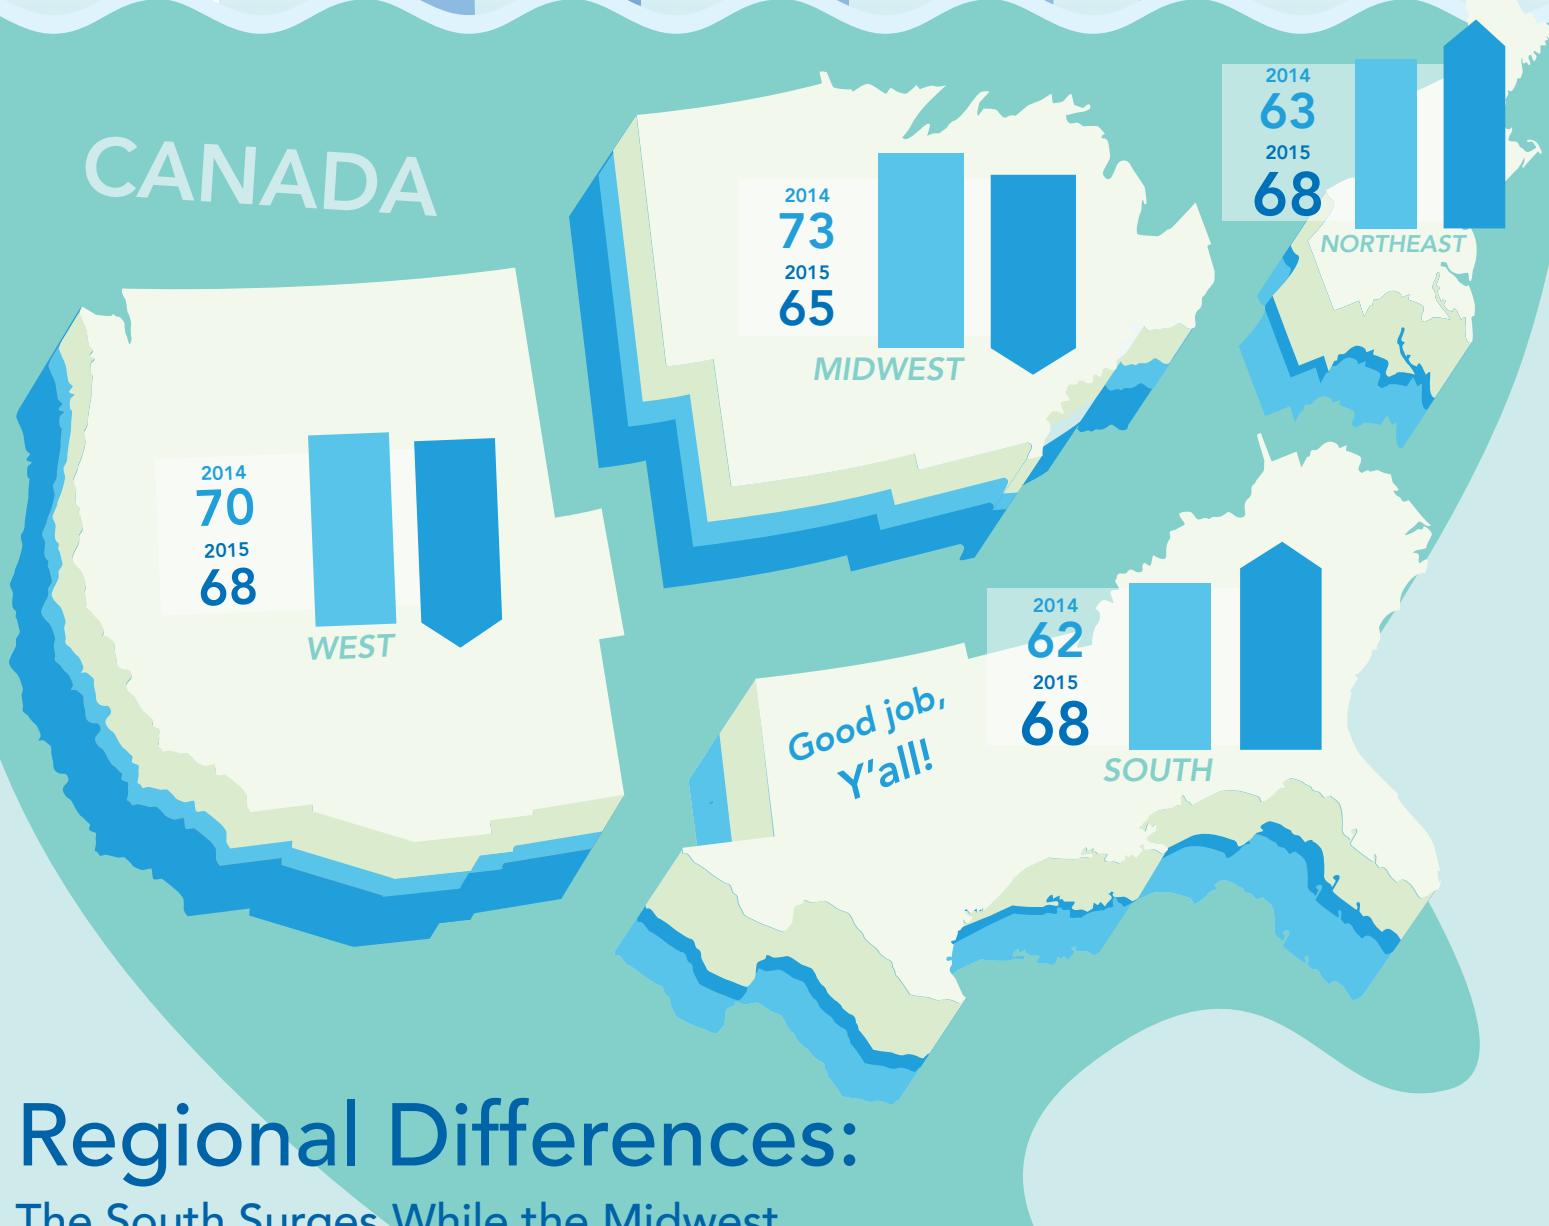 CANADA
2014
63
2015
68
NORTHEAST
2014
73
2015
65
MIDWEST
2014
70
2015
68
WEST
2014
62
2015
68
SOUTH
Good job,
Y'all!
Regional Differences:
The South Surges While the Midwest